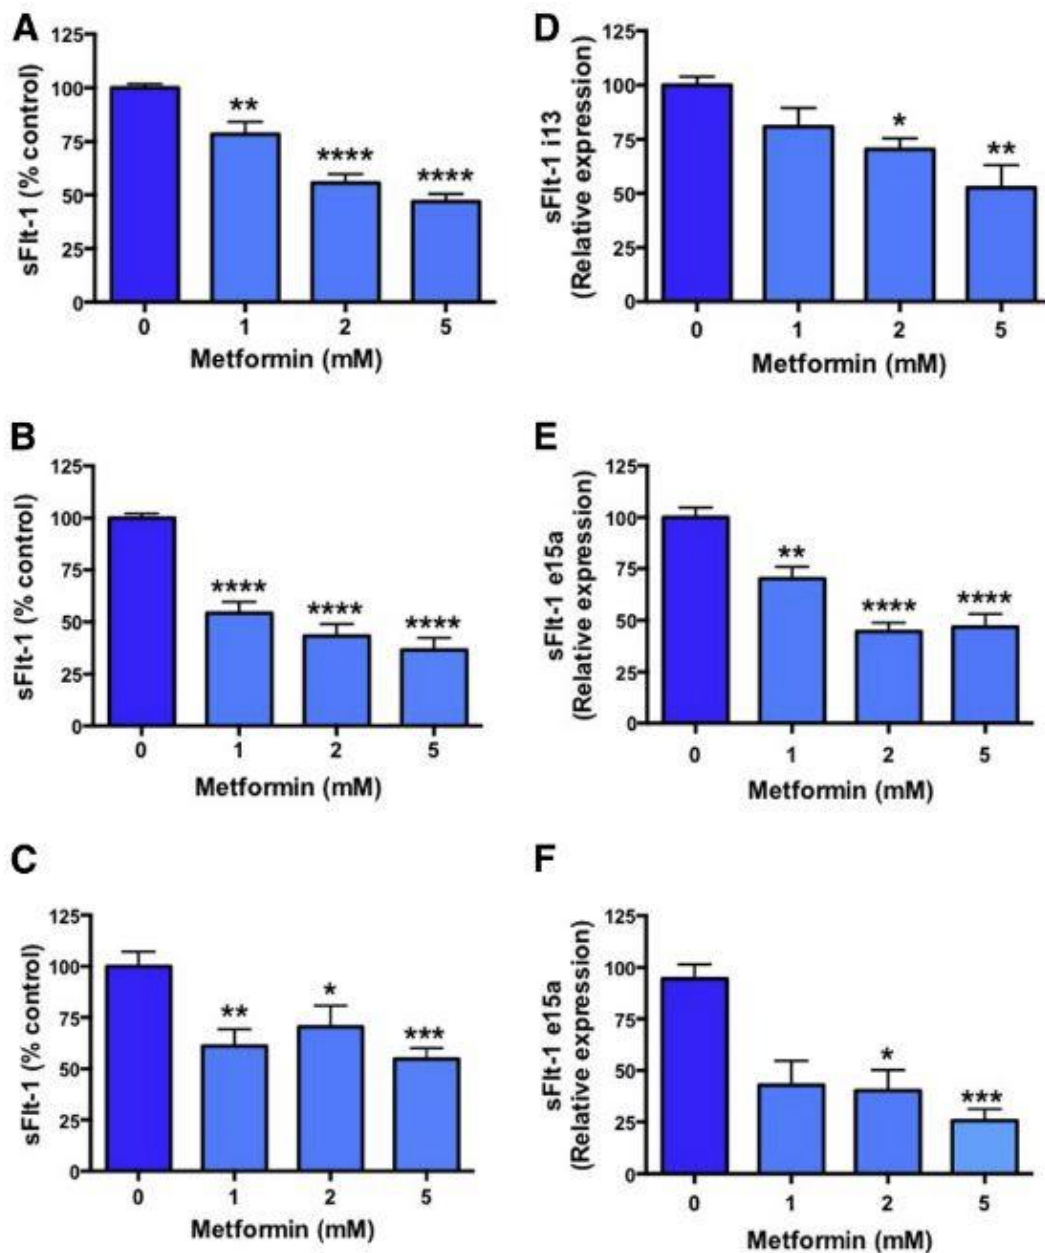 A
sFlt-1 (% control)
125
100
75
50
25
0
**
****
****
0 1 2 5
Metformin (mM)
D
sFlt-1 i13
(Relative expression)
125
100
75
50
25
0
*
**
0 1 2 5
Metformin (mM)
B
sFlt-1 (% control)
125
100
75
50
25
0
****
****
****
0 1 2 5
Metformin (mM)
E
sFlt-1 e15a
(Relative expression)
125
100
75
50
25
0
**
****
****
0 1 2 5
Metformin (mM)
C
sFlt-1 (% control)
125
100
75
50
25
0
**
*
***
0 1 2 5
Metformin (mM)
F
sFlt-1 e15a
(Relative expression)
125
100
75
50
25
0
*
***
0 1 2 5
Metformin (mM)